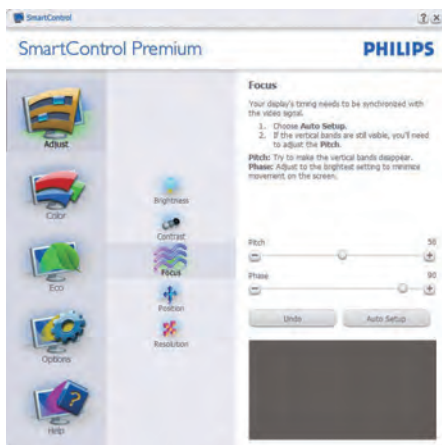 SmartControl
SmartControl Premium
PHILIPS
Adjust
Color
Eco
Options
Help
Brightness
Contrast
Focus
Position
Resolution
Focus
Your display's timing needs to be synchronized with
the video signal.
1. Choose Auto Setup.
2. If the vertical bands are still visible, you'll need
to adjust the Pitch.
Pitch: Try to make the vertical bands disappear.
Phase: Adjust to the brightest setting to minimize
movement on the screen.
Pitch 50
Phase 90
Undo Auto Setup